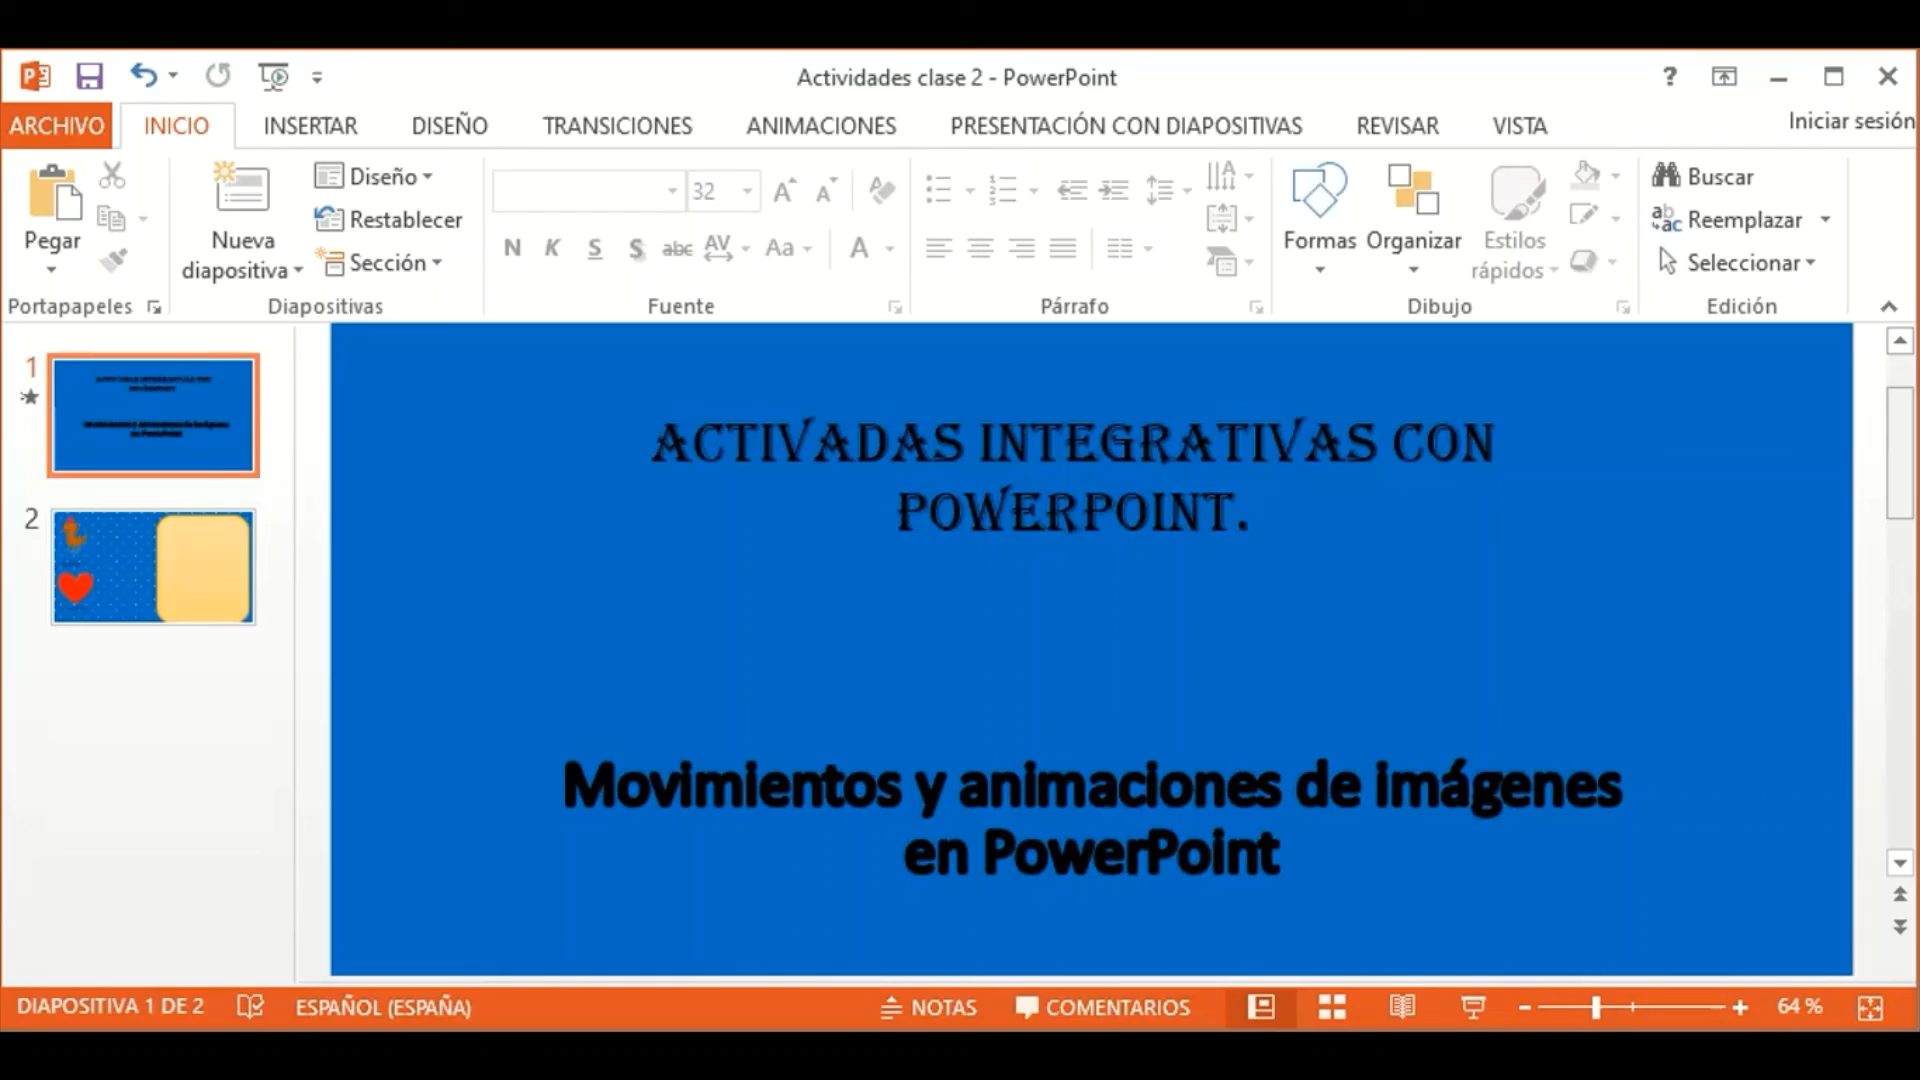 Actividades clase 2 - PowerPoint
?
ARCHIVO INICIO INSERTAR DISEÑO TRANSICIONES ANIMACIONES PRESENTACIÓN CON DIAPOSITIVAS REVISAR VISTA Iniciar sesión
Pegar
Portapapeles
Nueva
diapositiva
Diseño
Restablecer
Sección
Diapositivas
32
N K S S abc AV Aa A
Fuente
Párrafo
Formas
Organizar
Estilos
rápidos
Dibujo
Buscar
Reemplazar
Seleccionar
Edición
1
2
ACTIVADAS INTEGRATIVAS CON
POWERPOINT.
Movimientos y animaciones de imágenes
en PowerPoint
DIAPOSITIVA 1 DE 2 ESPAÑOL (ESPAÑA) NOTAS COMENTARIOS 64 %